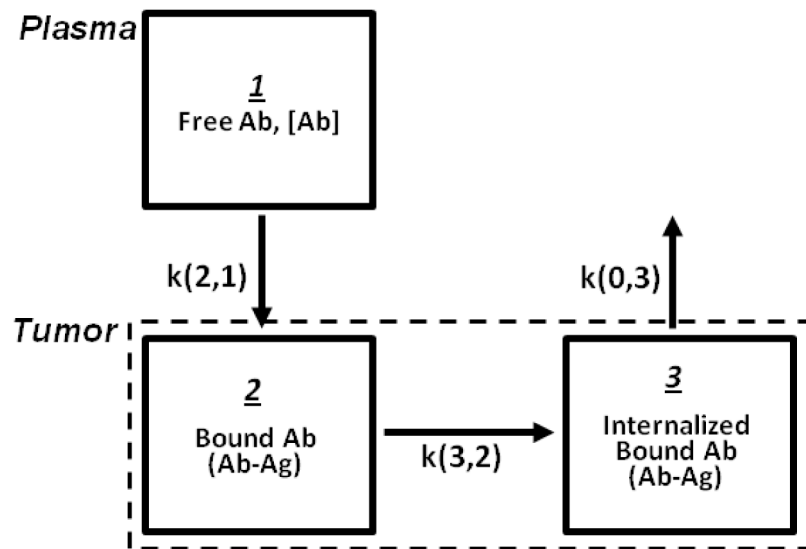 Plasma
1
Free Ab, [Ab]
k(2,1)
k(0,3)
Tumor
2
Bound Ab
(Ab-Ag)
k(3,2)
3
Internalized
Bound Ab
(Ab-Ag)